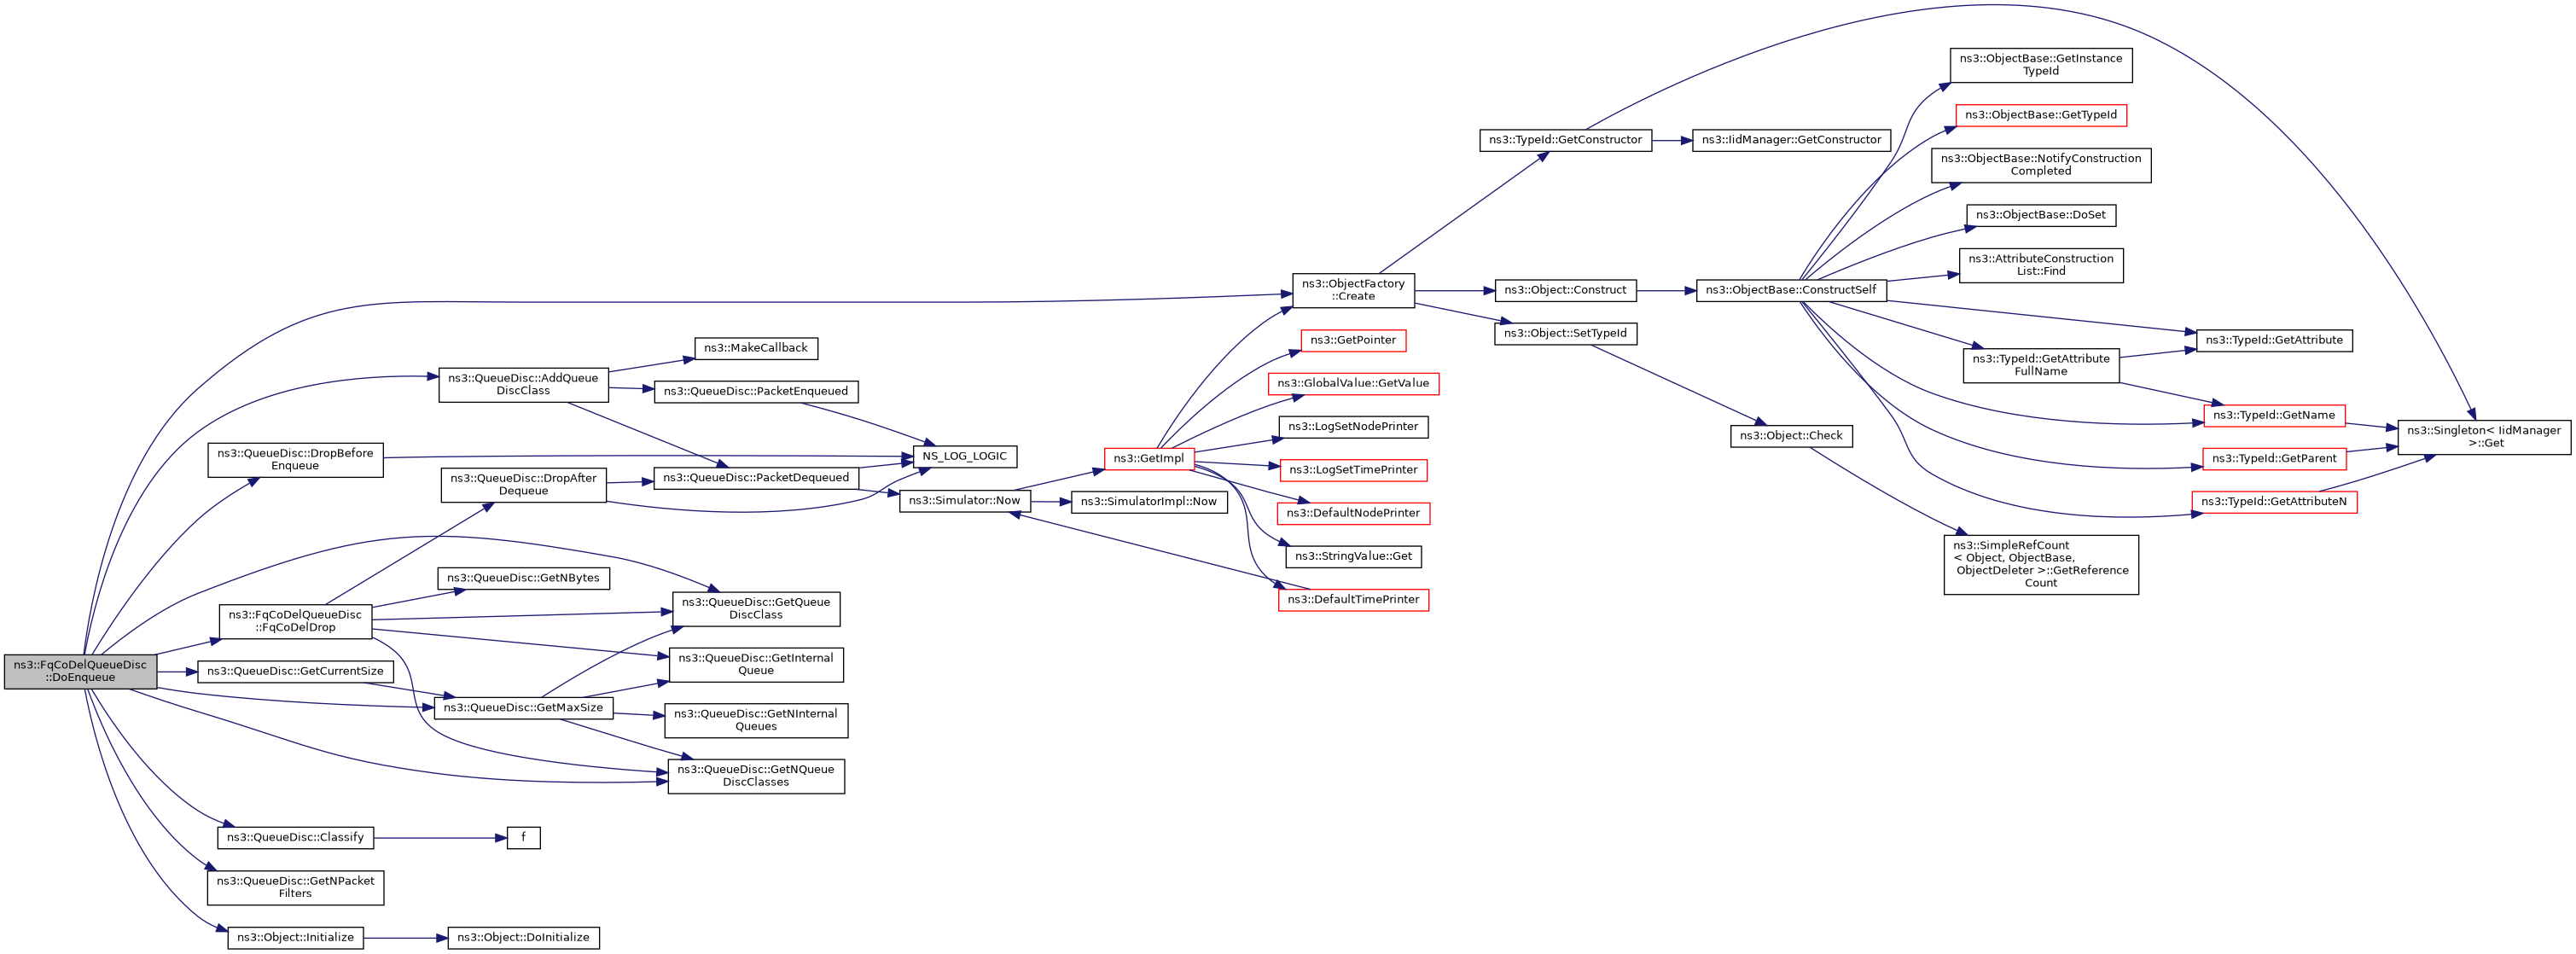 ns3::FqCoDelQueueDisc
::DoEnqueue
ns3::QueueDisc::DropBefore
Enqueue
ns3::FqCoDelQueueDisc
::FqCoDelDrop
ns3::QueueDisc::GetCurrentSize
ns3::QueueDisc::Classify
ns3::QueueDisc::GetNPacket
Filters
ns3::Object::Initialize
ns3::QueueDisc::AddQueue
DiscClass
ns3::QueueDisc::DropAfter
Dequeue
ns3::QueueDisc::GetNBytes
ns3::QueueDisc::GetMaxSize
f
ns3::Object::DoInitialize
ns3::MakeCallback
ns3::QueueDisc::PacketEnqueued
ns3::QueueDisc::PacketDequeued
ns3::QueueDisc::GetQueue
DiscClass
ns3::QueueDisc::GetInternal
Queue
ns3::QueueDisc::GetNInternal
Queues
ns3::QueueDisc::GetNQueue
DiscClasses
NS_LOG_LOGIC
ns3::Simulator::Now
ns3::GetImpl
ns3::SimulatorImpl::Now
ns3::ObjectFactory
::Create
ns3::GetPointer
ns3::GlobalValue::GetValue
ns3::LogSetNodePrinter
ns3::LogSetTimePrinter
ns3::DefaultNodePrinter
ns3::StringValue::Get
ns3::DefaultTimePrinter
ns3::TypeId::GetConstructor
ns3::Object::Construct
ns3::Object::SetTypeId
ns3::IidManager::GetConstructor
ns3::ObjectBase::ConstructSelf
ns3::Object::Check
ns3::ObjectBase::GetInstance
TypeId
ns3::ObjectBase::GetTypeId
ns3::ObjectBase::NotifyConstruction
Completed
ns3::ObjectBase::DoSet
ns3::AttributeConstruction
List::Find
ns3::TypeId::GetAttribute
FullName
ns3::SimpleRefCount
< Object, ObjectBase,
ObjectDeleter >::GetReference
Count
ns3::TypeId::GetAttribute
ns3::TypeId::GetName
ns3::TypeId::GetParent
ns3::TypeId::GetAttributeN
ns3::Singleton< IidManager
>::Get